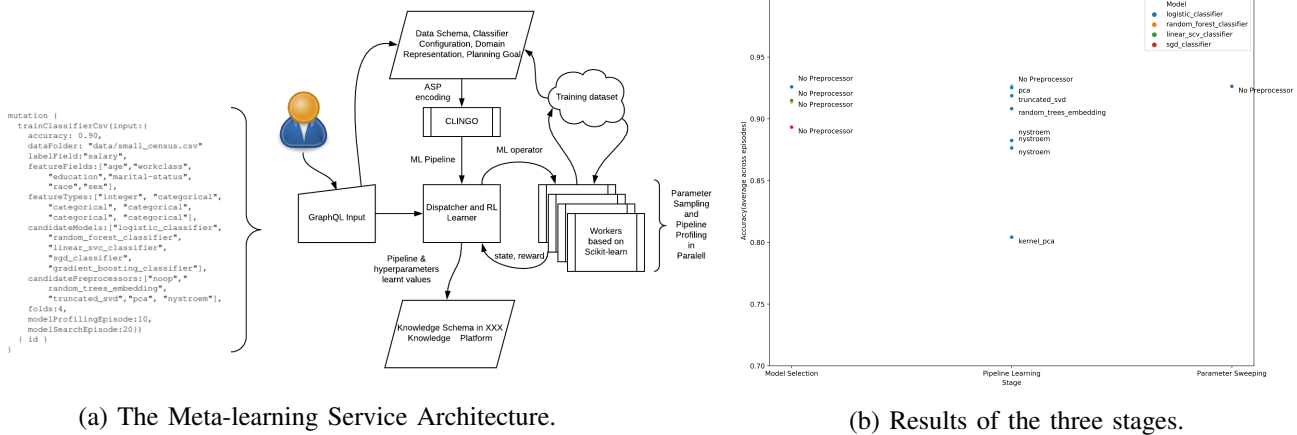 mutation {
trainClassifierCsv(input:{
accuracy: 0.90,
dataFolder: "data/small_census.csv"
labelField:"salary",
featureFields:["age","workclass",
"education","marital-status",
"race","sex"],
featureTypes:["integer", "categorical",
"categorical", "categorical",
"categorical", "categorical"],
candidateModels:["logistic_classifier",
"random_forest_classifier",
"linear_svc_classifier",
"sgd_classifier",
"gradient_boosting_classifier"],
candidatePreprocessors:["noop","
random_trees_embedding",
"truncated_svd","pca", "nystroem"],
folds:4,
modelProfilingEpisode:10,
modelSearchEpisode:20})
{ id }
}
Data Schema, Classifier
Configuration, Domain
Representation, Planning Goal
ASP
encoding
CLINGO
Training dataset
ML Pipeline
ML operator
GraphQL Input
Dispatcher and RL
Learner
Workers
based on
Scikit-learn
Parameter
Sampling
and
Pipeline
Profiling
in
Paralell
Pipeline &
hyperparameters
learnt values
state, reward
Knowledge Schema in XXX
Knowledge Platform
(a) The Meta-learning Service Architecture.
Model
logistic_classifier
random_forest_classifier
linear_scv_classifier
sgd_classifier
Accuracy(average across episodes)
0.95
0.90
0.85
0.80
0.75
0.70
No Preprocessor
No Preprocessor
No Preprocessor
No Preprocessor
No Preprocessor
pca
truncated_svd
random_trees_embedding
nystroem
nystroem
nystroem
kernel_pca
No Preprocessor
Model Selection
Pipeline Learning
Parameter Sweeping
Stage
(b) Results of the three stages.